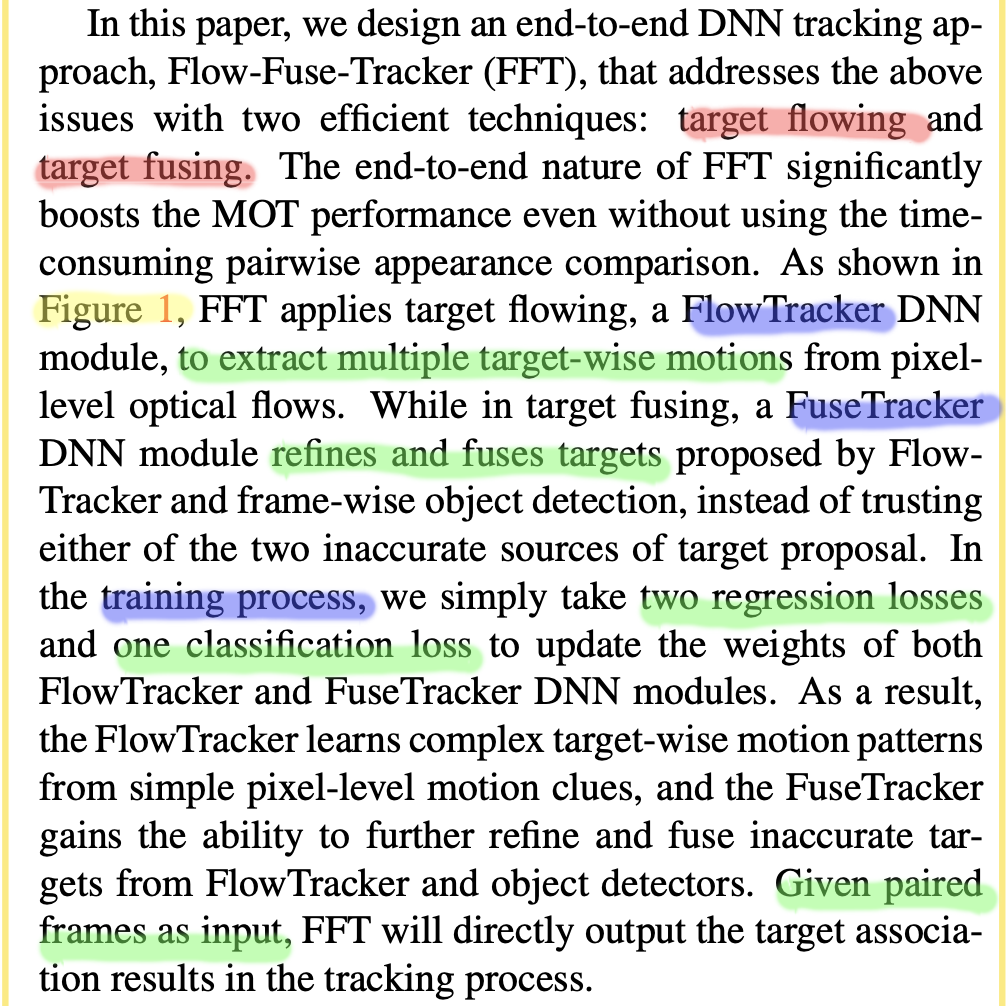 In this paper, we design an end-to-end DNN tracking ap-
proach, Flow-Fuse-Tracker (FFT), that addresses the above
issues with two efficient techniques: target flowing and
target fusing. The end-to-end nature of FFT significantly
boosts the MOT performance even without using the time-
consuming pairwise appearance comparison. As shown in
Figure 1, FFT applies target flowing, a FlowTracker DNN
module, to extract multiple target-wise motions from pixel-
level optical flows. While in target fusing, a FuseTracker
DNN module refines and fuses targets proposed by Flow-
Tracker and frame-wise object detection, instead of trusting
either of the two inaccurate sources of target proposal. In
the training process, we simply take two regression losses
and one classification loss to update the weights of both
FlowTracker and FuseTracker DNN modules. As a result,
the FlowTracker learns complex target-wise motion patterns
from simple pixel-level motion clues, and the FuseTracker
gains the ability to further refine and fuse inaccurate tar-
gets from FlowTracker and object detectors. Given paired
frames as input, FFT will directly output the target associa-
tion results in the tracking process.